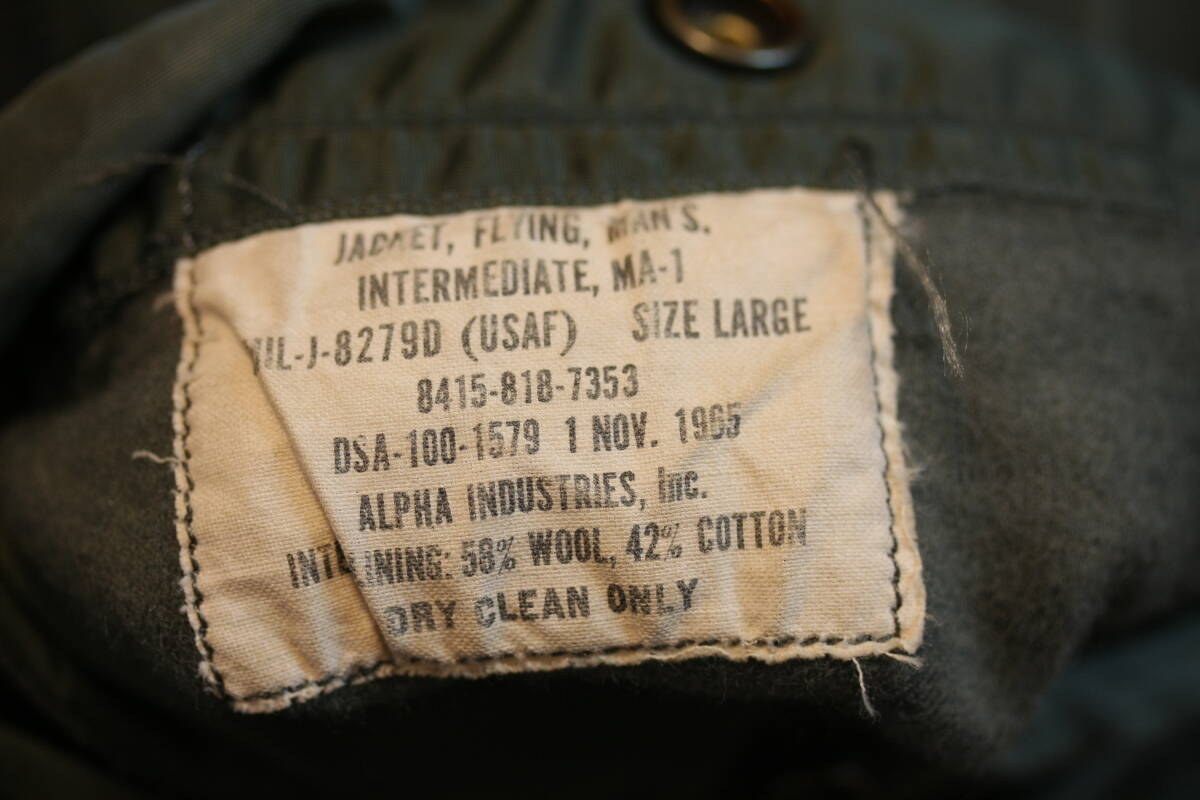 JACKET, FLYING, MAN'S,
INTERMEDIATE, MA-1
MIL-J-8279D (USAF) SIZE LARGE
8415-818-7353
DSA-100-1579 1 NOV. 1965
ALPHA INDUSTRIES, Inc.
INTERLINING: 58% WOOL, 42% COTTON
DRY CLEAN ONLY